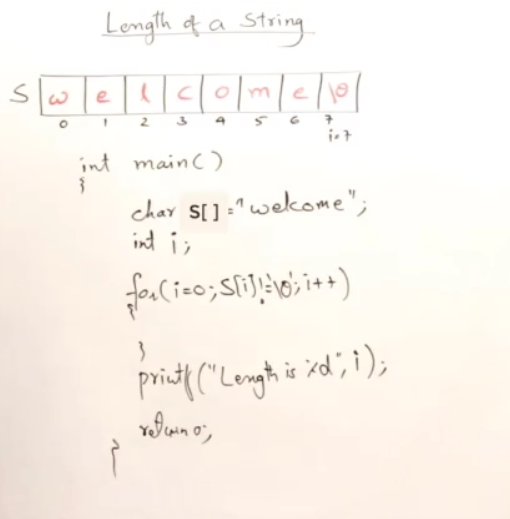 Length of a String
S w e l c o m e \0
0 1 2 3 4 5 6 7
i=7
int main()
{
char S[] = "welcome";
int i;
for(i=0; S[i]!='\0'; i++)
{
}
printf("Length is %d", i);
return 0;
}